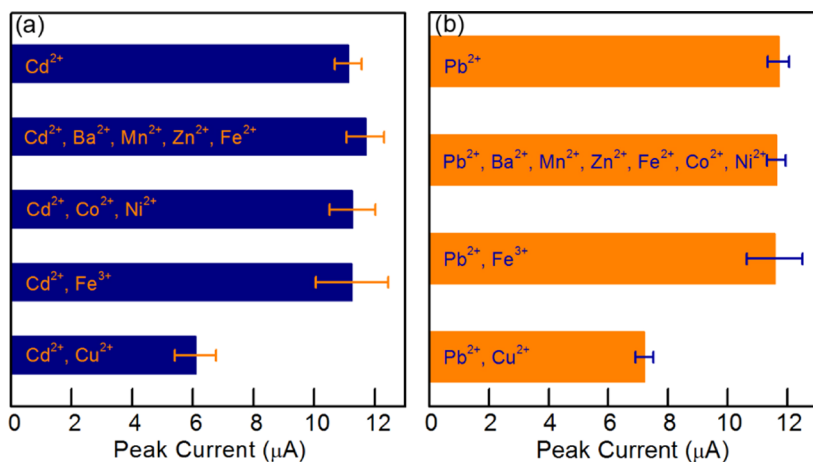 (a)
Cd²⁺
Cd²⁺, Ba²⁺, Mn²⁺, Zn²⁺, Fe²⁺
Cd²⁺, Co²⁺, Ni²⁺
Cd²⁺, Fe³⁺
Cd²⁺, Cu²⁺
0 2 4 6 8 10 12
Peak Current (μA)
(b)
Pb²⁺
Pb²⁺, Ba²⁺, Mn²⁺, Zn²⁺, Fe²⁺, Co²⁺, Ni²⁺
Pb²⁺, Fe³⁺
Pb²⁺, Cu²⁺
0 2 4 6 8 10 12
Peak Current (μA)